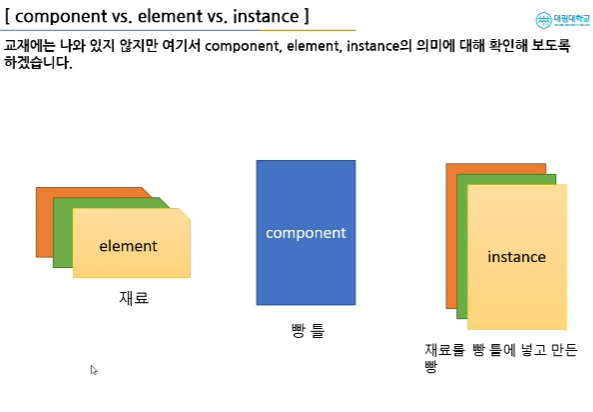 [ component vs. element vs. instance ]
대림대학교
교재에는 나와 있지 않지만 여기서 component, element, instance의 의미에 대해 확인해 보도록
하겠습니다.
element
component
instance
재료
빵 틀
재료를 빵 틀에 넣고 만든
빵